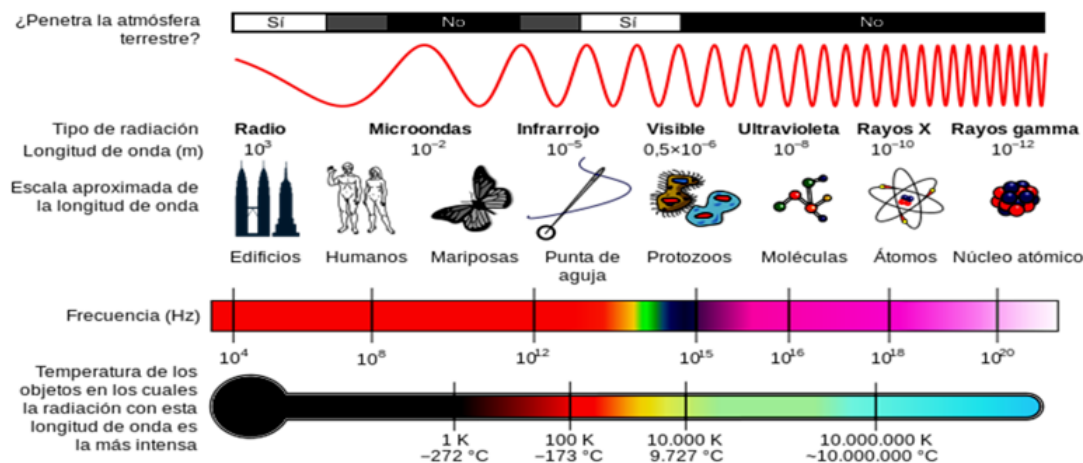 ¿Penetra la atmósfera
terrestre?
Sí No Sí No
Tipo de radiación Radio Microondas Infrarrojo Visible Ultravioleta Rayos X Rayos gamma
Longitud de onda (m) 10³ 10⁻² 10⁻⁵ 0,5×10⁻⁶ 10⁻⁸ 10⁻¹⁰ 10⁻¹²
Escala aproximada de
la longitud de onda
Edificios Humanos Mariposas Punta de
aguja Protozoos Moléculas Átomos Núcleo atómico
Frecuencia (Hz)
10⁴ 10⁸ 10¹² 10¹⁵ 10¹⁶ 10¹⁸ 10²⁰
Temperatura de los
objetos en los cuales
la radiación con esta
longitud de onda es
la más intensa
1 K 100 K 10.000 K 10.000.000 K
−272 °C −173 °C 9.727 °C ~10.000.000 °C